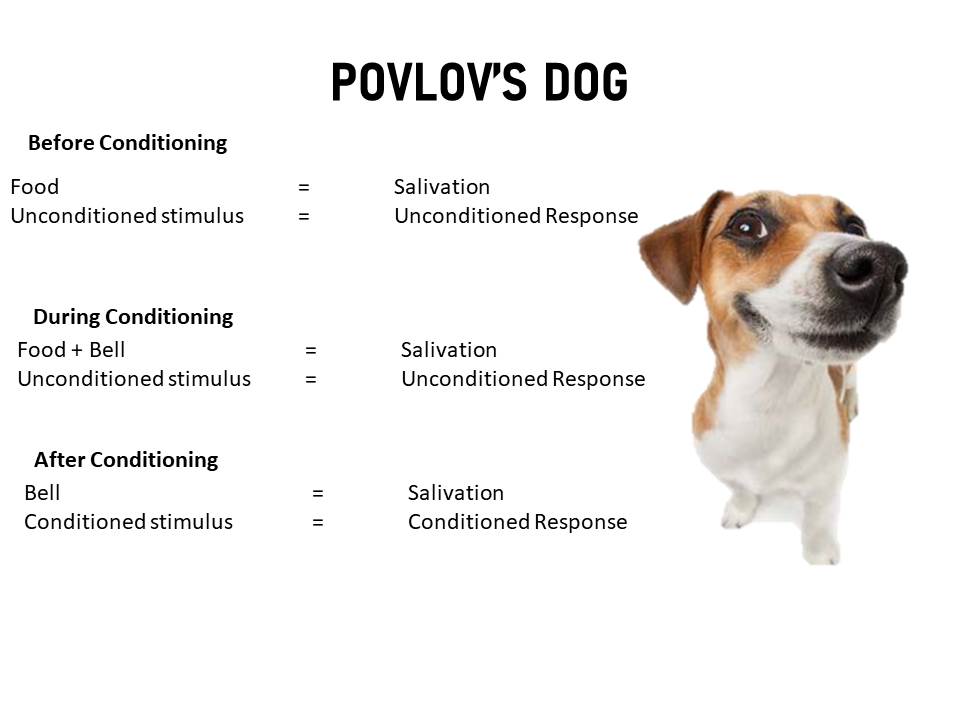 POVLOV'S DOG
Before Conditioning
Food = Salivation
Unconditioned stimulus = Unconditioned Response
During Conditioning
Food + Bell = Salivation
Unconditioned stimulus = Unconditioned Response
After Conditioning
Bell = Salivation
Conditioned stimulus = Conditioned Response